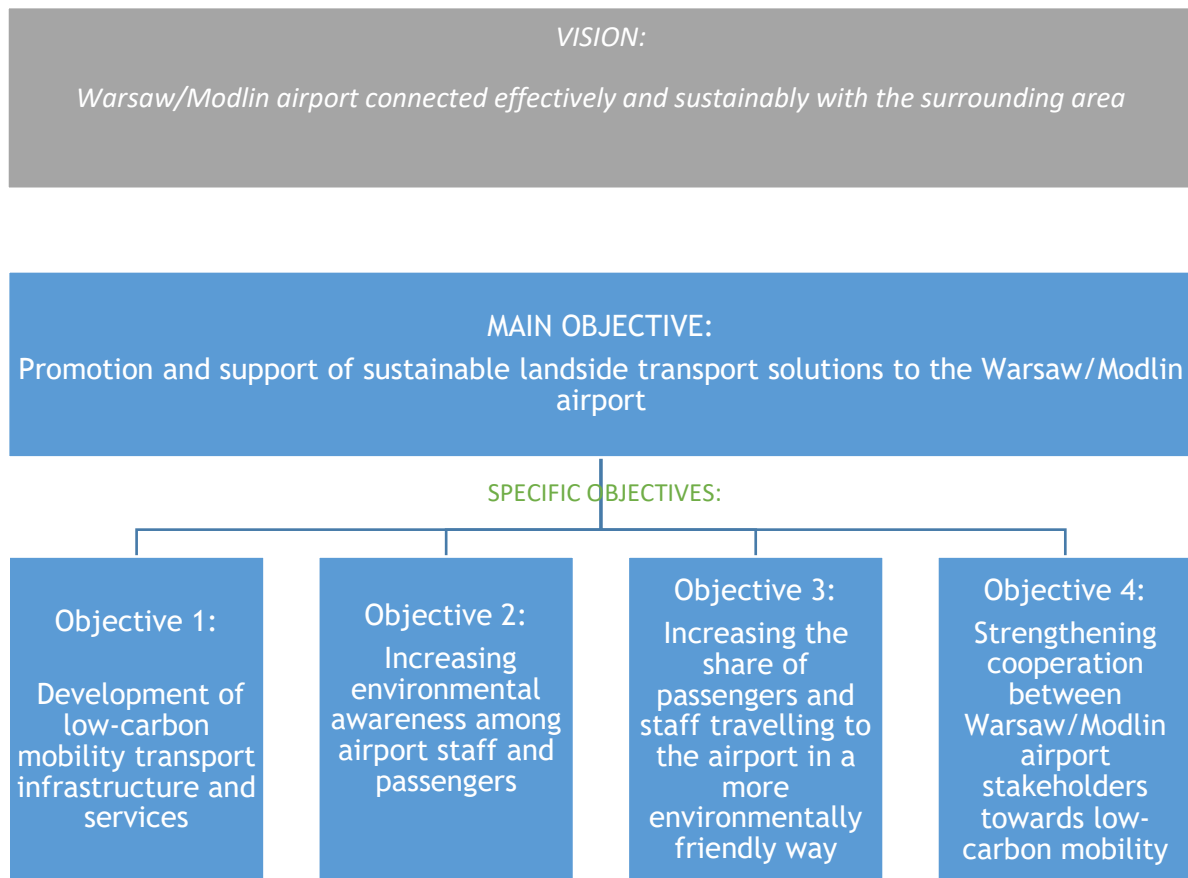 VISION:
Warsaw/Modlin airport connected effectively and sustainably with the surrounding area
MAIN OBJECTIVE:
Promotion and support of sustainable landside transport solutions to the Warsaw/Modlin
airport
SPECIFIC OBJECTIVES:
Objective 1:
Development of
low-carbon
mobility transport
infrastructure and
services
Objective 2:
Increasing
environmental
awareness among
airport staff and
passengers
Objective 3:
Increasing the
share of
passengers and
staff travelling to
the airport in a
more
environmentally
friendly way
Objective 4:
Strengthening
cooperation
between
Warsaw/Modlin
airport
stakeholders
towards low-
carbon mobility